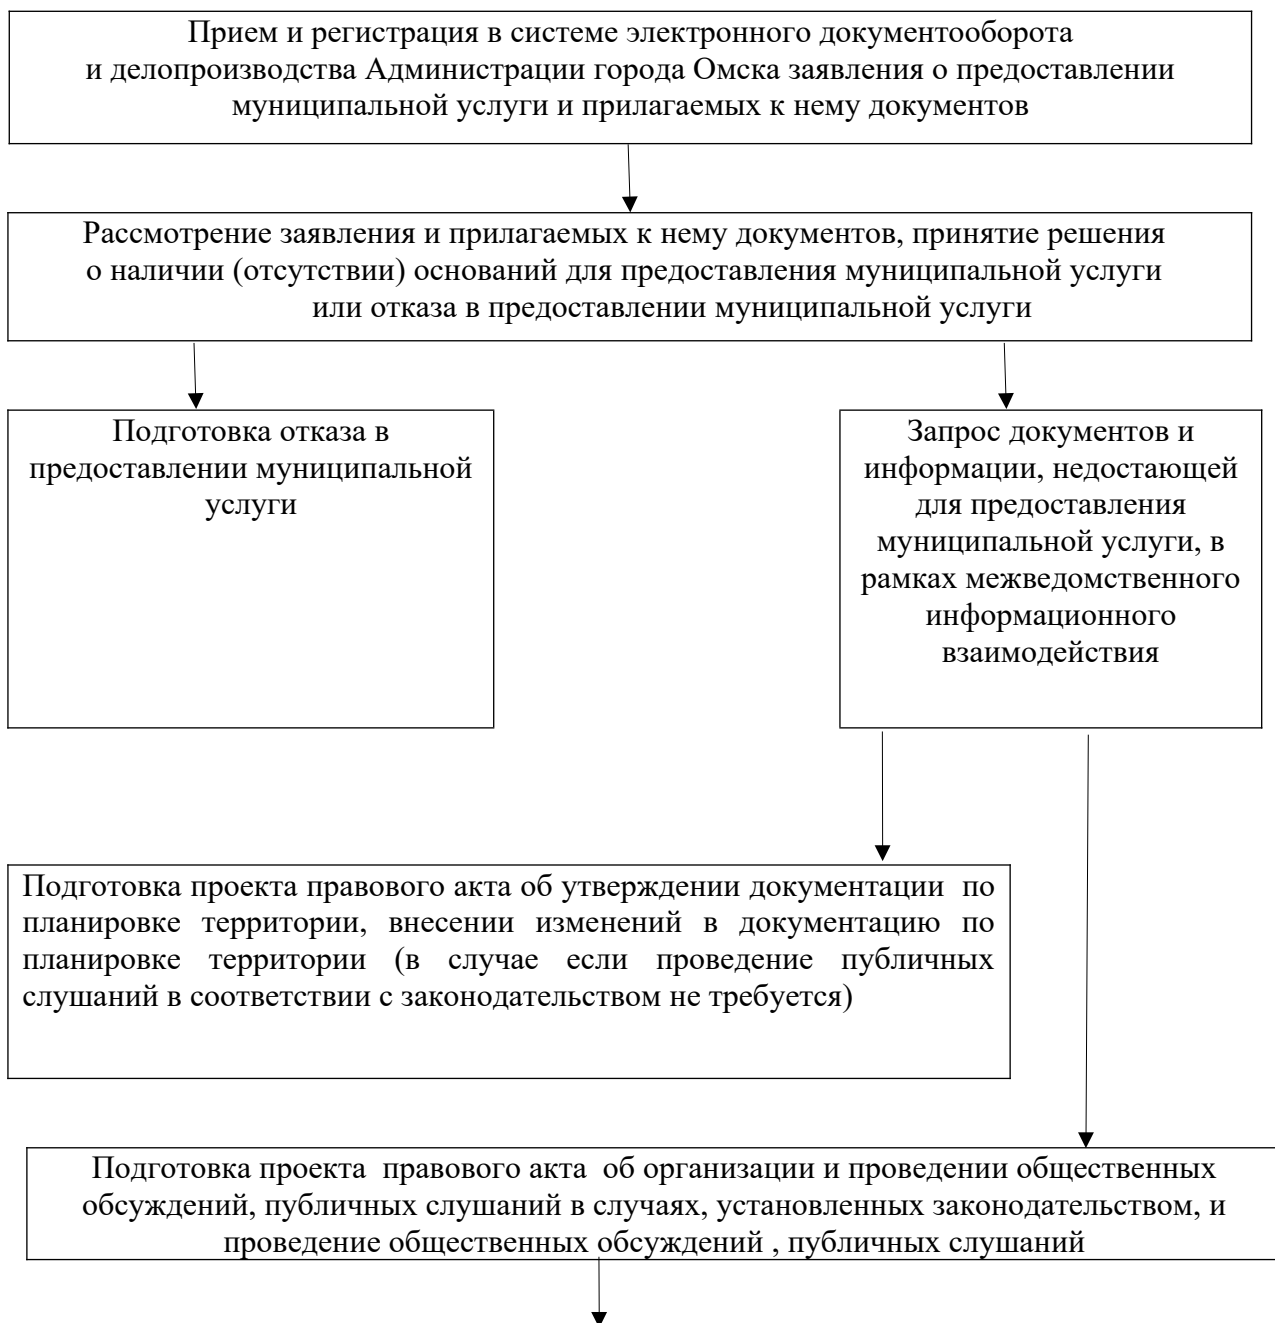 Прием и регистрация в системе электронного документооборота
и делопроизводства Администрации города Омска заявления о предоставлении
муниципальной услуги и прилагаемых к нему документов
Рассмотрение заявления и прилагаемых к нему документов, принятие решения
о наличии (отсутствии) оснований для предоставления муниципальной услуги
или отказа в предоставлении муниципальной услуги
Подготовка отказа в
предоставлении муниципальной
услуги
Запрос документов и
информации, недостающей
для предоставления
муниципальной услуги, в
рамках межведомственного
информационного
взаимодействия
Подготовка проекта правового акта об утверждении документации по
планировке территории, внесении изменений в документацию по
планировке территории (в случае если проведение публичных
слушаний в соответствии с законодательством не требуется)
Подготовка проекта правового акта об организации и проведении общественных
обсуждений, публичных слушаний в случаях, установленных законодательством, и
проведение общественных обсуждений , публичных слушаний